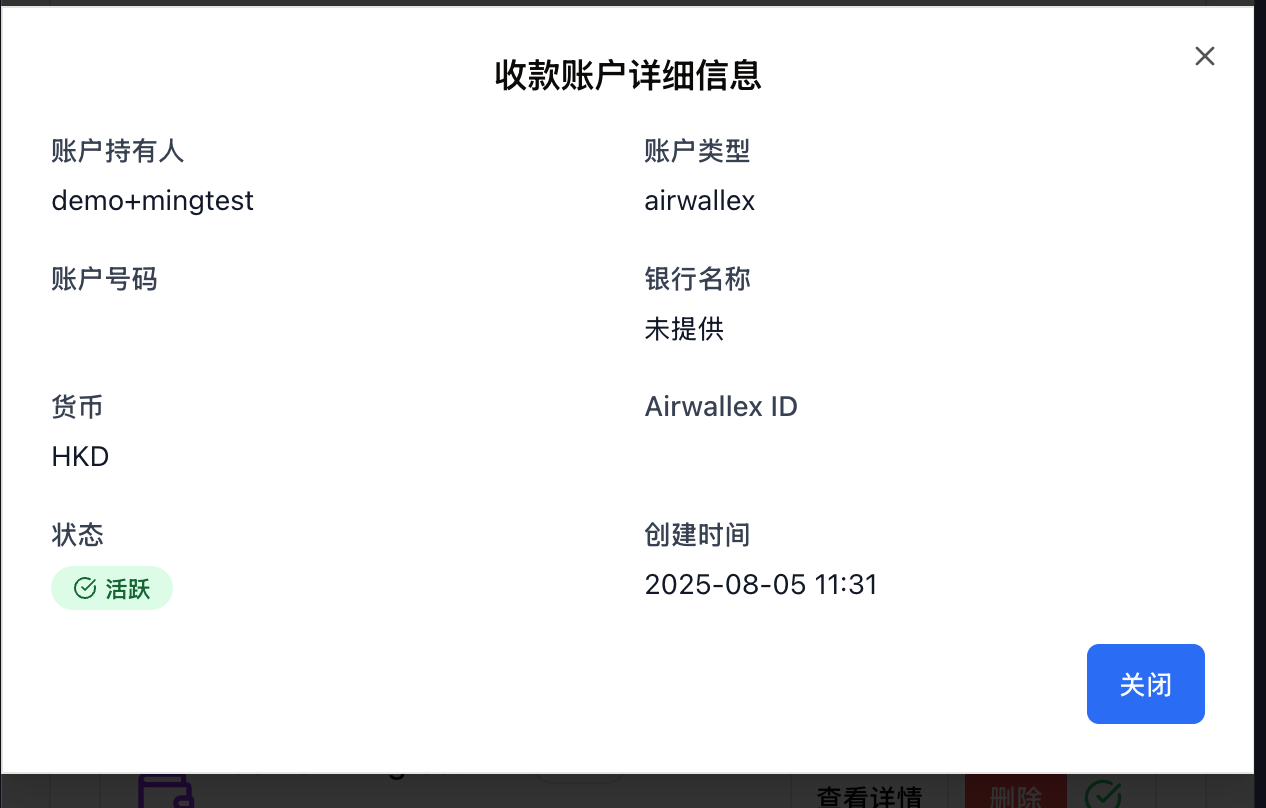 收款账户详细信息
账户持有人
demo+mingtest
账户类型
airwallex
账户号码
银行名称
未提供
货币
HKD
Airwallex ID
状态
活跃
创建时间
2025-08-05 11:31
关闭
查看详情
删除